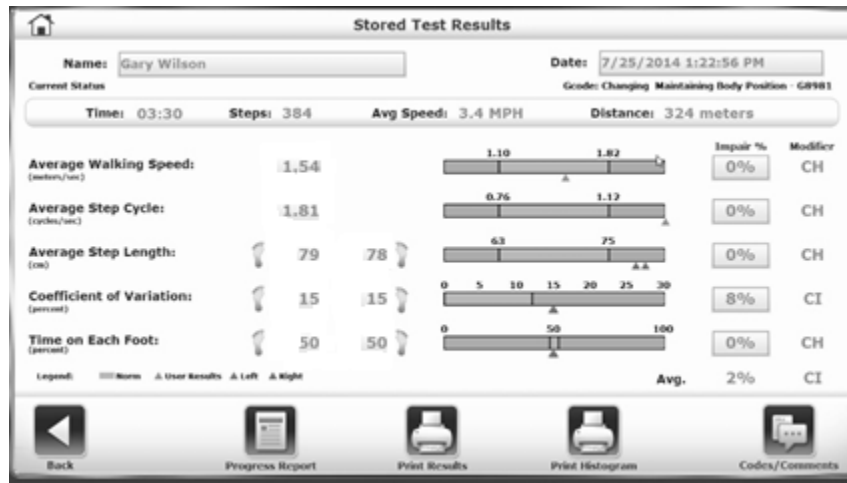 Stored Test Results
Name: Gary Wilson Date: 7/25/2014 1:22:56 PM
Current Status Gcode: Changing Maintaining Body Position - G8981
Time: 03:30 Steps: 384 Avg Speed: 3.4 MPH Distance: 324 meters
Impair % Modifier
1.10 1.82
Average Walking Speed: 1.54 0% CH
(meters/sec)
0.76 1.12
Average Step Cycle: 1.81 0% CH
(cycles/sec)
63 75
Average Step Length: 79 78 0% CH
(cm)
0 5 10 15 20 25 30
Coefficient of Variation: 15 15 8% CI
(percent)
0 50 100
Time on Each Foot: 50 50 0% CH
(percent)
Legend: Norm User Results Left Right Avg. 2% CI
Back Progress Report Print Results Print Histogram Codes/Comments